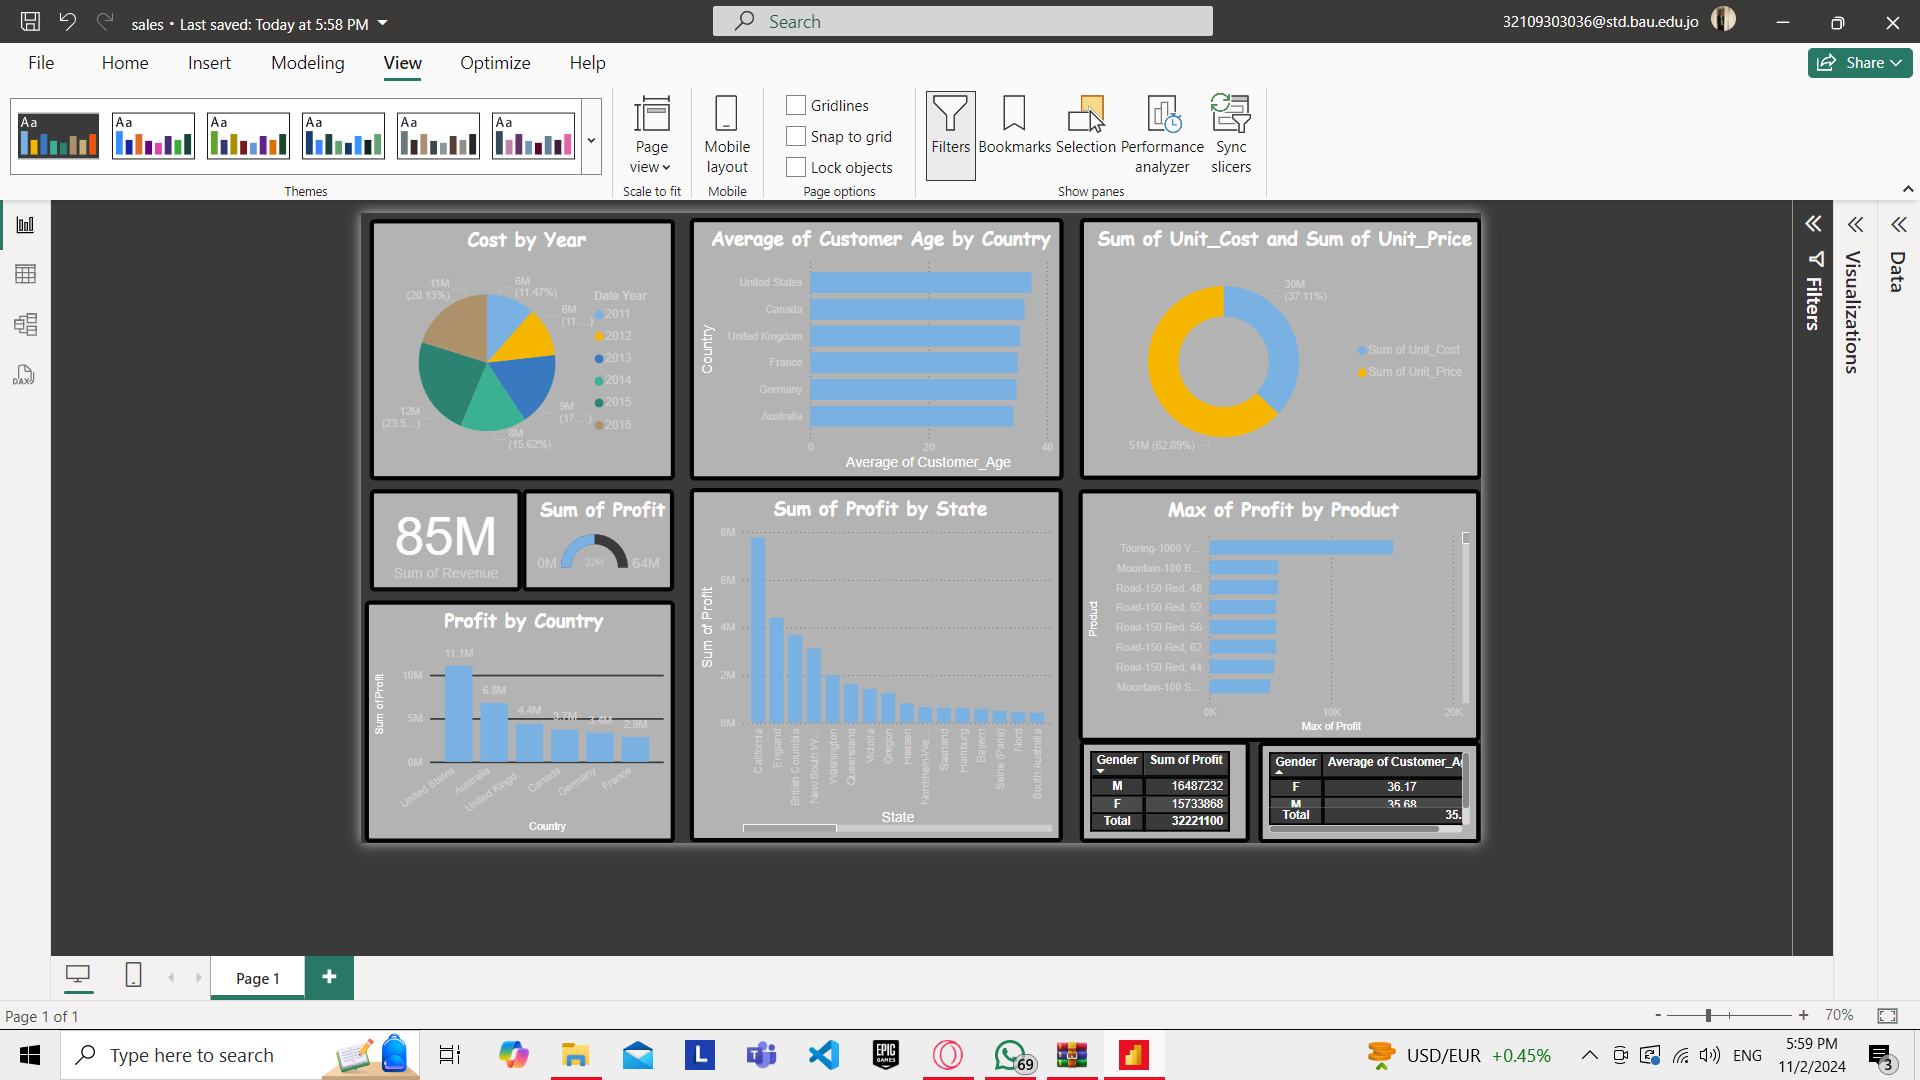 sales • Last saved: Today at 5:58 PM
Search
32109303036@std.bau.edu.jo
File Home Insert Modeling View Optimize Help
Share
Aa Aa Aa Aa Aa Aa
Themes
Page view
Scale to fit
Mobile layout
Mobile
Gridlines
Snap to grid
Lock objects
Page options
Filters
Bookmarks
Selection
Performance analyzer
Sync slicers
Show panes
Cost by Year
11M
(20.13%)
6M
(11.47%)
6M
(11....)
9M
(17....)
8M
(15.62%)
12M
(23.5...)
Date Year
2011
2012
2013
2014
2015
2016
Average of Customer Age by Country
Country
United States
Canada
United Kingdom
France
Germany
Australia
0 20 40
Average of Customer_Age
Sum of Unit_Cost and Sum of Unit_Price
30M
(37.11%)
51M (62.89%)
Sum of Unit_Cost
Sum of Unit_Price
85M
Sum of Revenue
Sum of Profit
0M 32M 64M
Profit by Country
Sum of Profit
10M
5M
0M
11.1M
6.8M
4.4M
3.7M
3.4M
2.9M
United States
Australia
United Kingd...
Canada
Germany
France
Country
Sum of Profit by State
Sum of Profit
8M
6M
4M
2M
0M
California
England
British Columbia
New South W...
Washington
Queensland
Victoria
Oregon
Hessen
Nordrhein-We...
Saarland
Hamburg
Bayern
Seine (Paris)
Nord
South Australia
State
Max of Profit by Product
Product
Touring-1000 Y...
Mountain-100 B...
Road-150 Red, 48
Road-150 Red, 52
Road-150 Red, 56
Road-150 Red, 62
Road-150 Red, 44
Mountain-100 S...
0K 10K 20K
Max of Profit
Gender Sum of Profit
M 16487232
F 15733868
Total 32221100
Gender Average of Customer_Ag
F 36.17
M 35.68
Total 35.
Filters
Visualizations
Data
DAX
Page 1
Page 1 of 1
- + 70%
Type here to search
L
EPIC GAMES
69
USD/EUR +0.45%
ENG
5:59 PM
11/2/2024
3